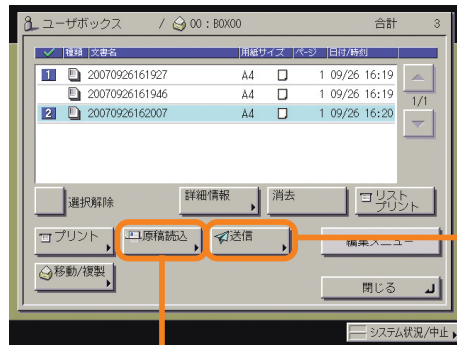 ユーザボックス / 00 : BOX00 合計 3
種類 文書名 用紙サイズ ページ 日付/時刻
1 20070926161927 A4 1 09/26 16:19
20070926161946 A4 1 09/26 16:19
1/1
2 20070926162007 A4 1 09/26 16:20
選択解除 詳細情報 消去 リスト
プリント
プリント 原稿読込 送信 編集メニュー
移動/複製
閉じる
システム状況/中止